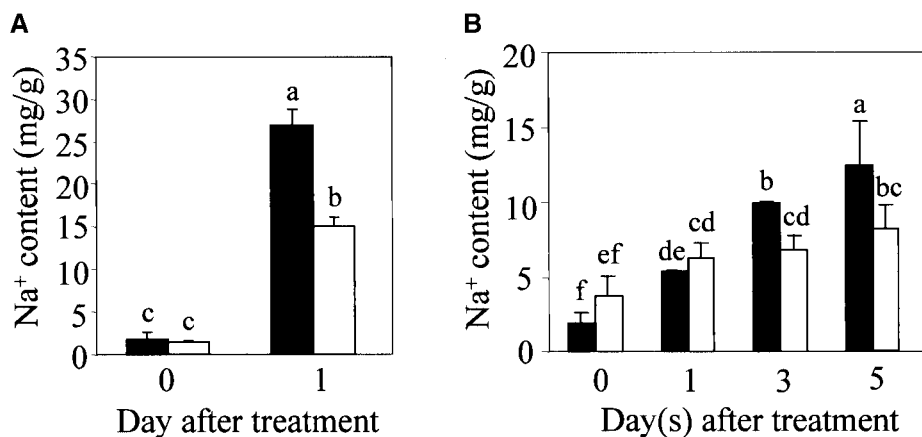 A
Na+ content (mg/g)
35
30
25
20
15
10
5
0
c
c
a
b
0 1
Day after treatment
B
Na+ content (mg/g)
20
15
10
5
0
f
ef
de
cd
b
cd
a
bc
0 1 3 5
Day(s) after treatment